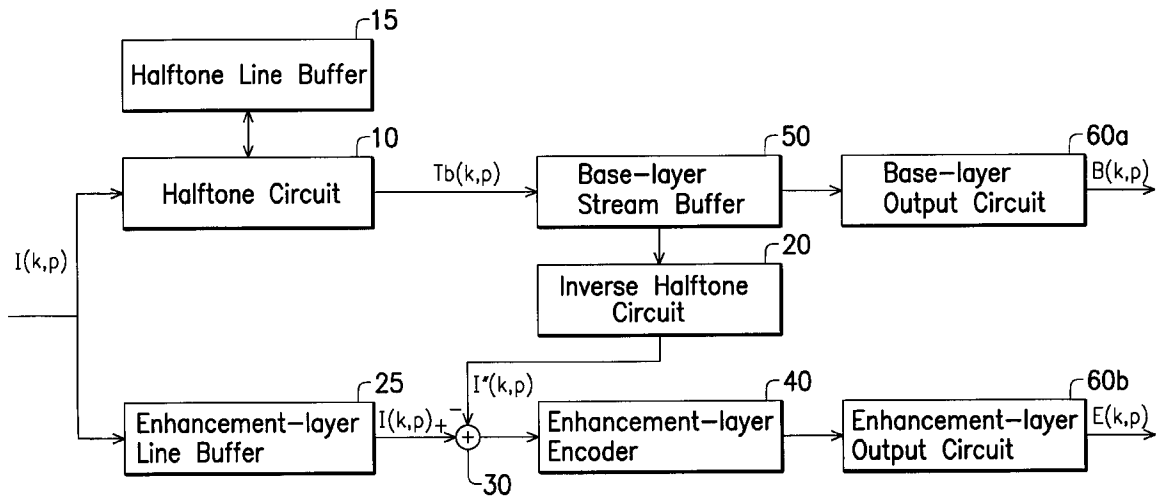 15
Halftone Line Buffer
10
Halftone Circuit
Tb(k,p)
50
Base-layer
Stream Buffer
60a
Base-layer
Output Circuit
B(k,p)
I(k,p)
20
Inverse Halftone
Circuit
25
Enhancement-layer
Line Buffer
I(k,p)
+
-
I"(k,p)
+
30
40
Enhancement-layer
Encoder
60b
Enhancement-layer
Output Circuit
E(k,p)